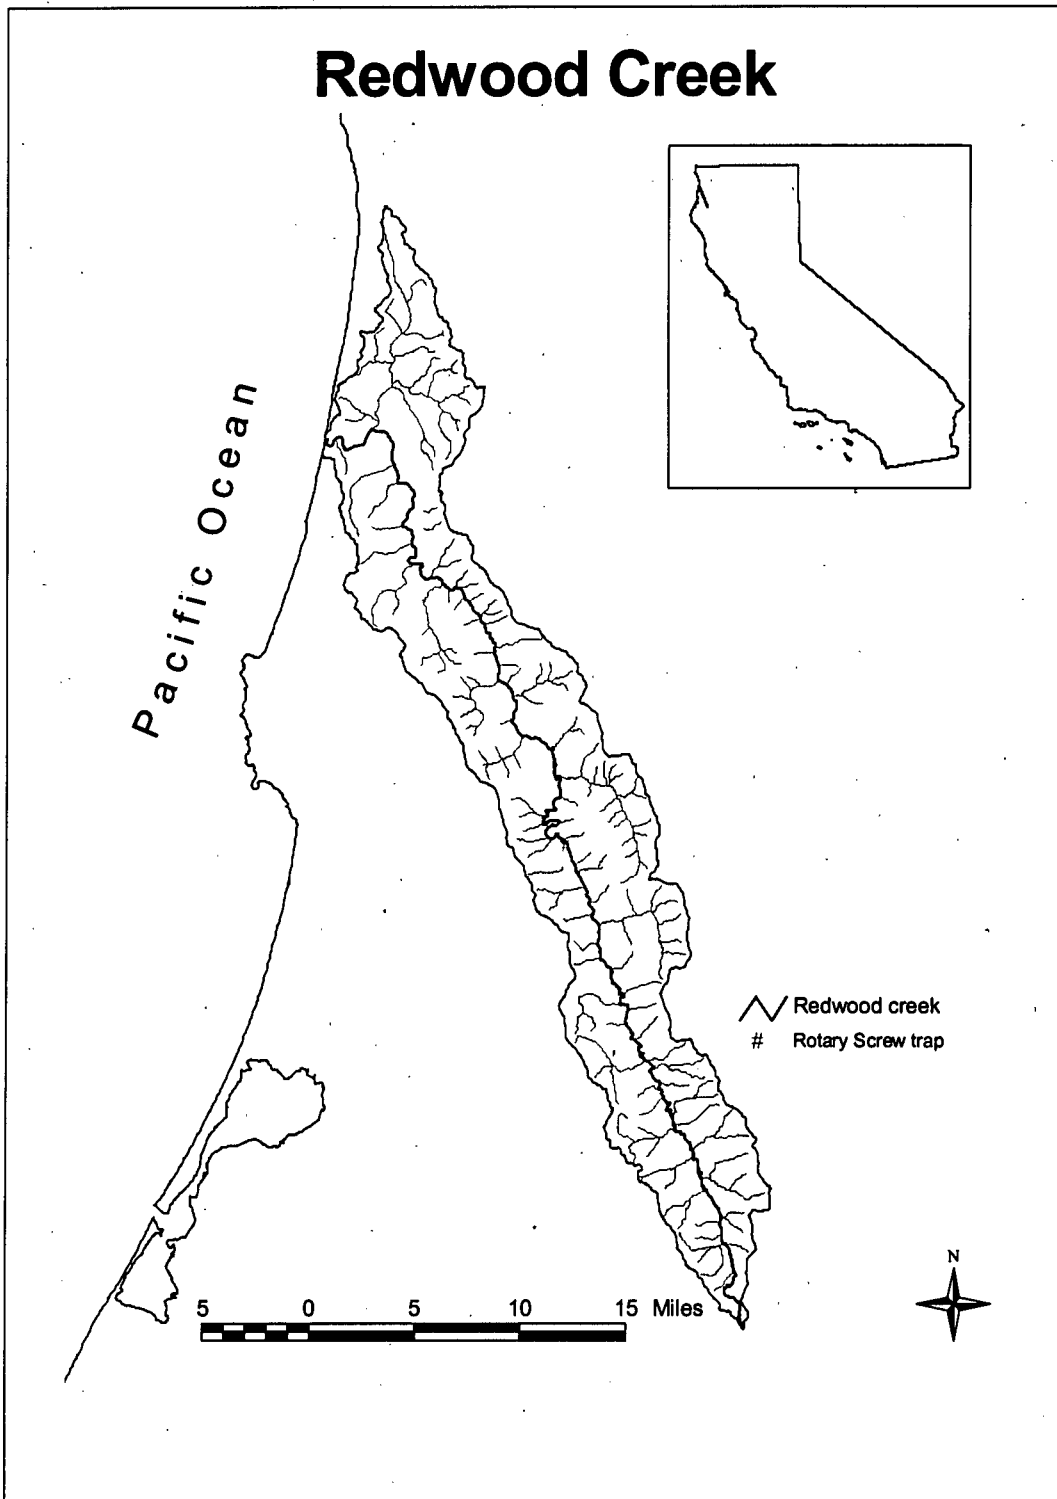 Redwood Creek
Pacific Ocean
Redwood creek
# Rotary Screw trap
N
5 0 5 10 15 Miles